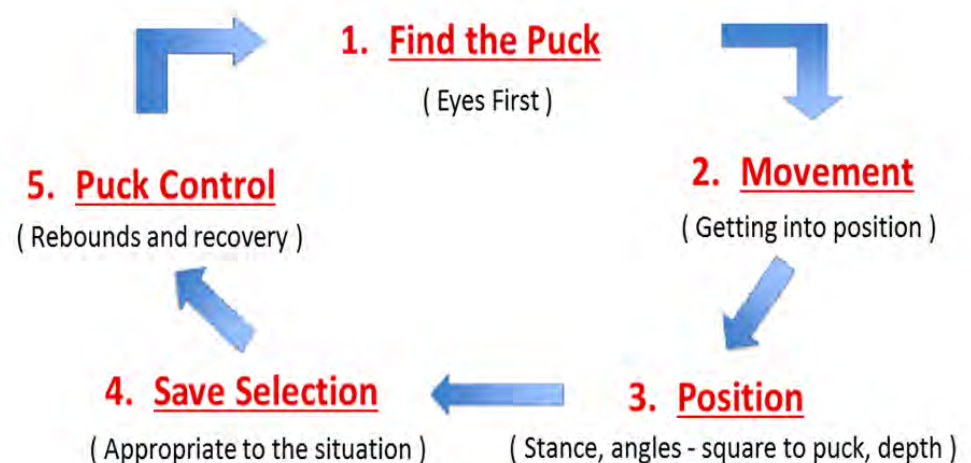 1. Find the Puck
( Eyes First )
2. Movement
( Getting into position )
3. Position
( Stance, angles - square to puck, depth )
4. Save Selection
( Appropriate to the situation )
5. Puck Control
( Rebounds and recovery )